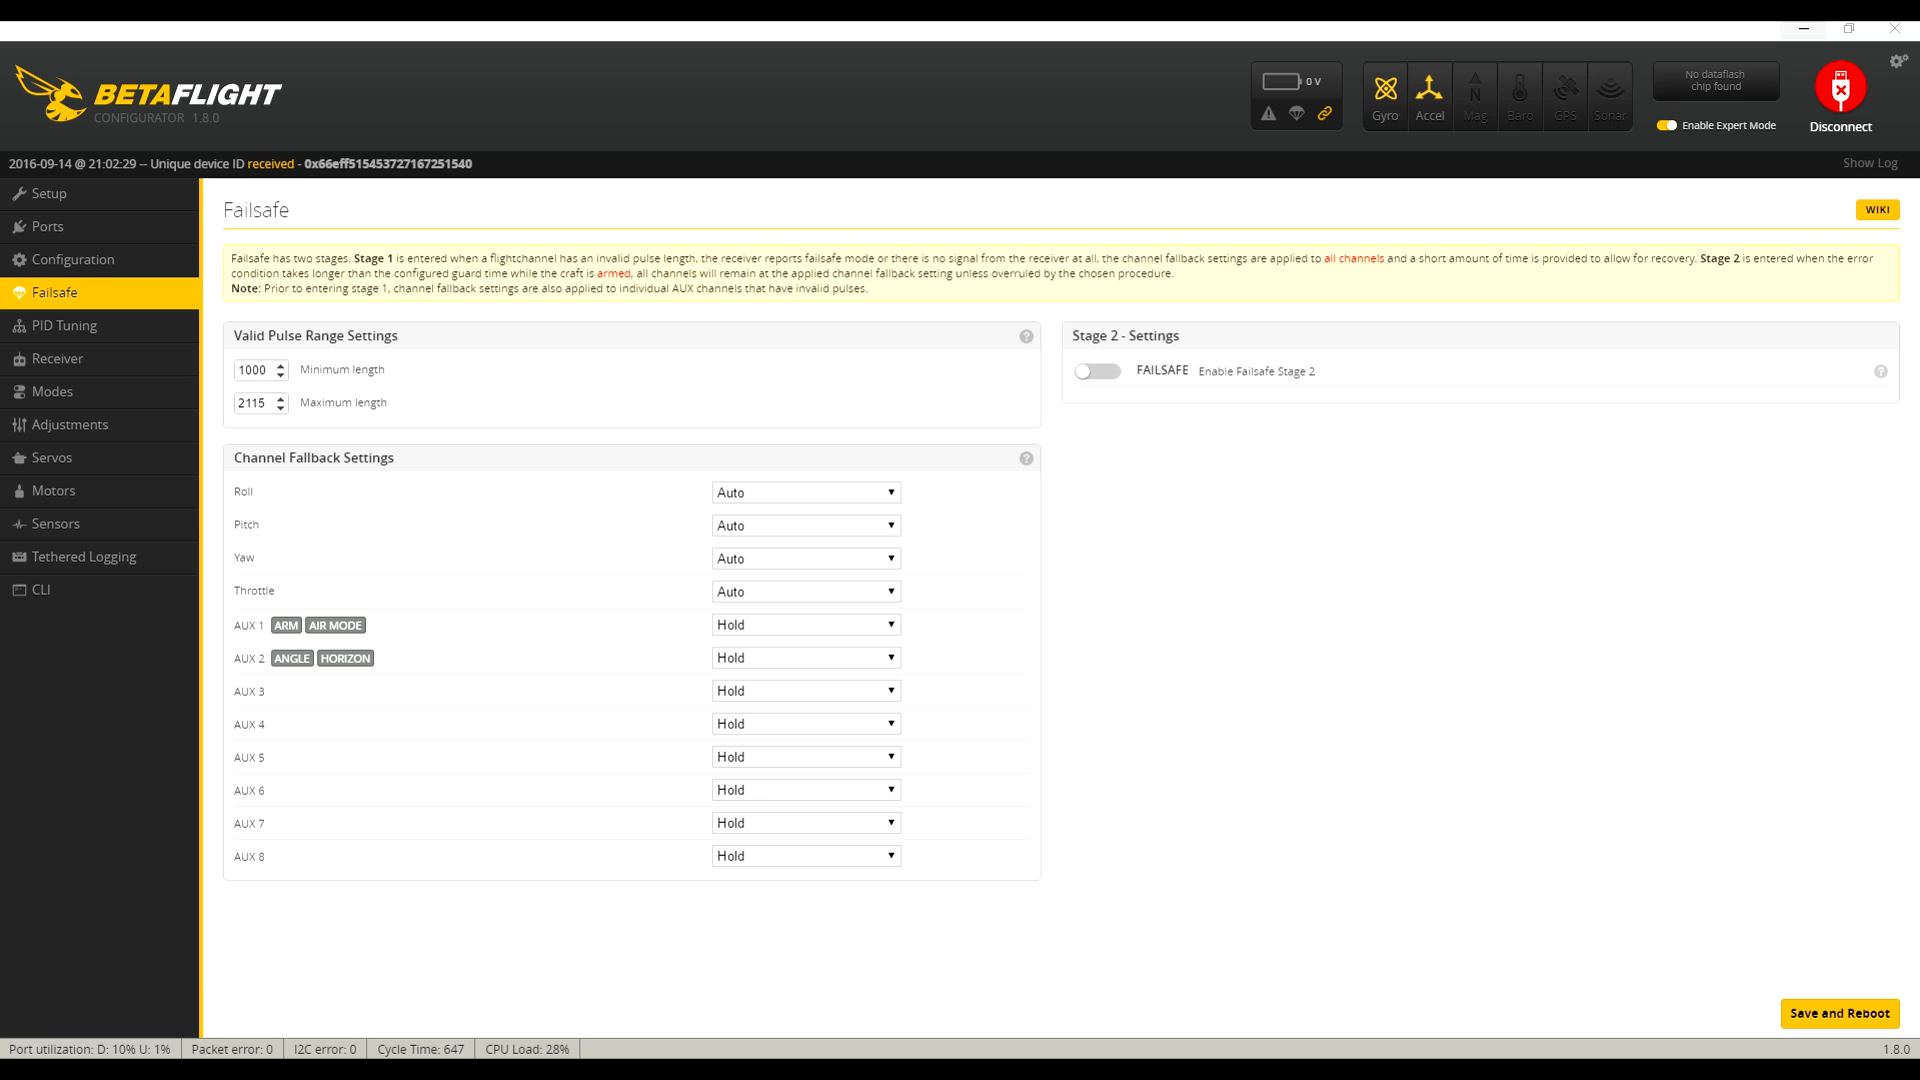 BETAFLIGHT
CONFIGURATOR 1.8.0
0 V
Gyro
Accel
N
Mag
Baro
GPS
Sonar
No dataflash
chip found
Enable Expert Mode
Disconnect
2016-09-14 @ 21:02:29 -- Unique device ID received - 0x66eff515453727167251540
Show Log
Setup
Ports
Configuration
Failsafe
PID Tuning
Receiver
Modes
Adjustments
Servos
Motors
Sensors
Tethered Logging
CLI
Failsafe
WIKI
Failsafe has two stages. Stage 1 is entered when a flightchannel has an invalid pulse length, the receiver reports failsafe mode or there is no signal from the receiver at all, the channel fallback settings are applied to all channels and a short amount of time is provided to allow for recovery. Stage 2 is entered when the error
condition takes longer than the configured guard time while the craft is armed, all channels will remain at the applied channel fallback setting unless overruled by the chosen procedure.
Note: Prior to entering stage 1, channel fallback settings are also applied to individual AUX channels that have invalid pulses.
Valid Pulse Range Settings ?
1000 Minimum length
2115 Maximum length
Channel Fallback Settings ?
Roll Auto
Pitch Auto
Yaw Auto
Throttle Auto
AUX 1 ARM AIR MODE Hold
AUX 2 ANGLE HORIZON Hold
AUX 3 Hold
AUX 4 Hold
AUX 5 Hold
AUX 6 Hold
AUX 7 Hold
AUX 8 Hold
Stage 2 - Settings
FAILSAFE Enable Failsafe Stage 2 ?
Save and Reboot
Port utilization: D: 10% U: 1% Packet error: 0 I2C error: 0 Cycle Time: 647 CPU Load: 28% 1.8.0